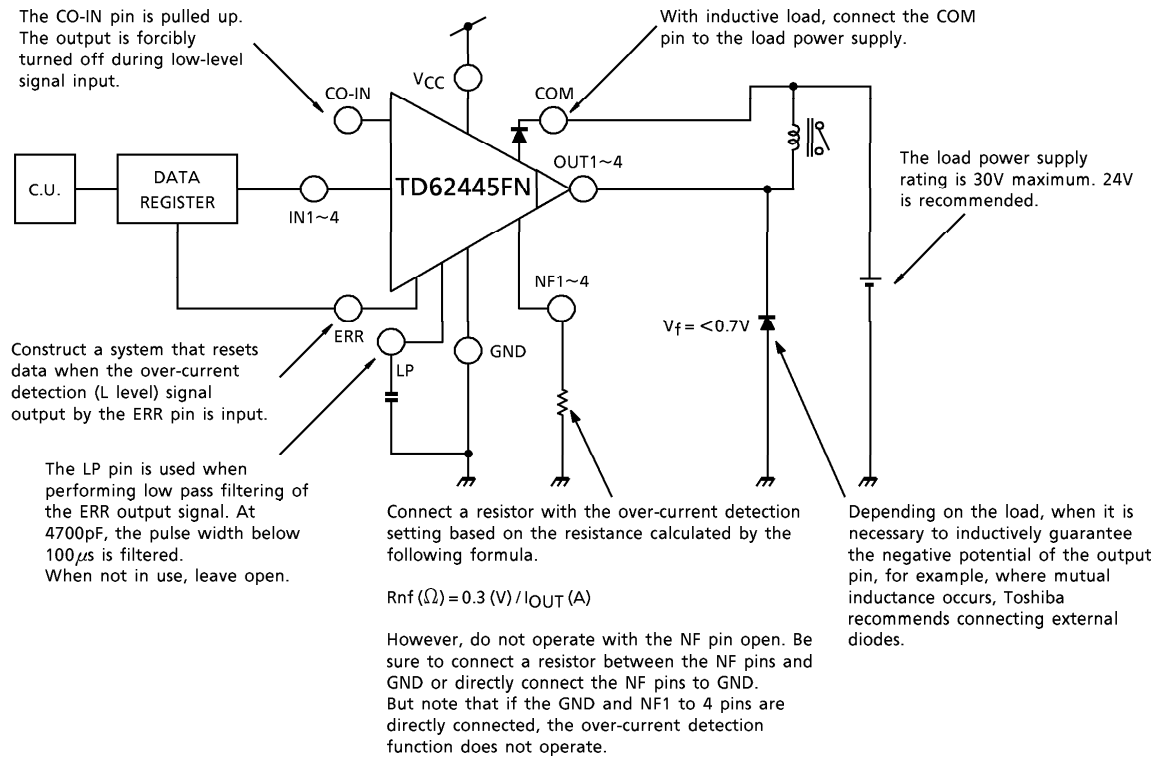 The CO-IN pin is pulled up.
The output is forcibly
turned off during low-level
signal input.
With inductive load, connect the COM
pin to the load power supply.
VCC
CO-IN
COM
OUT1~4
C.U.
DATA
REGISTER
IN1~4
TD62445FN
The load power supply
rating is 30V maximum. 24V
is recommended.
NF1~4
ERR
LP
GND
Vf = <0.7V
Construct a system that resets
data when the over-current
detection (L level) signal
output by the ERR pin is input.
The LP pin is used when
performing low pass filtering of
the ERR output signal. At
4700pF, the pulse width below
100μs is filtered.
When not in use, leave open.
Connect a resistor with the over-current detection
setting based on the resistance calculated by the
following formula.
Rnf (Ω) = 0.3 (V) / IOUT (A)
However, do not operate with the NF pin open. Be
sure to connect a resistor between the NF pins and
GND or directly connect the NF pins to GND.
But note that if the GND and NF1 to 4 pins are
directly connected, the over-current detection
function does not operate.
Depending on the load, when it is
necessary to inductively guarantee
the negative potential of the output
pin, for example, where mutual
inductance occurs, Toshiba
recommends connecting external
diodes.